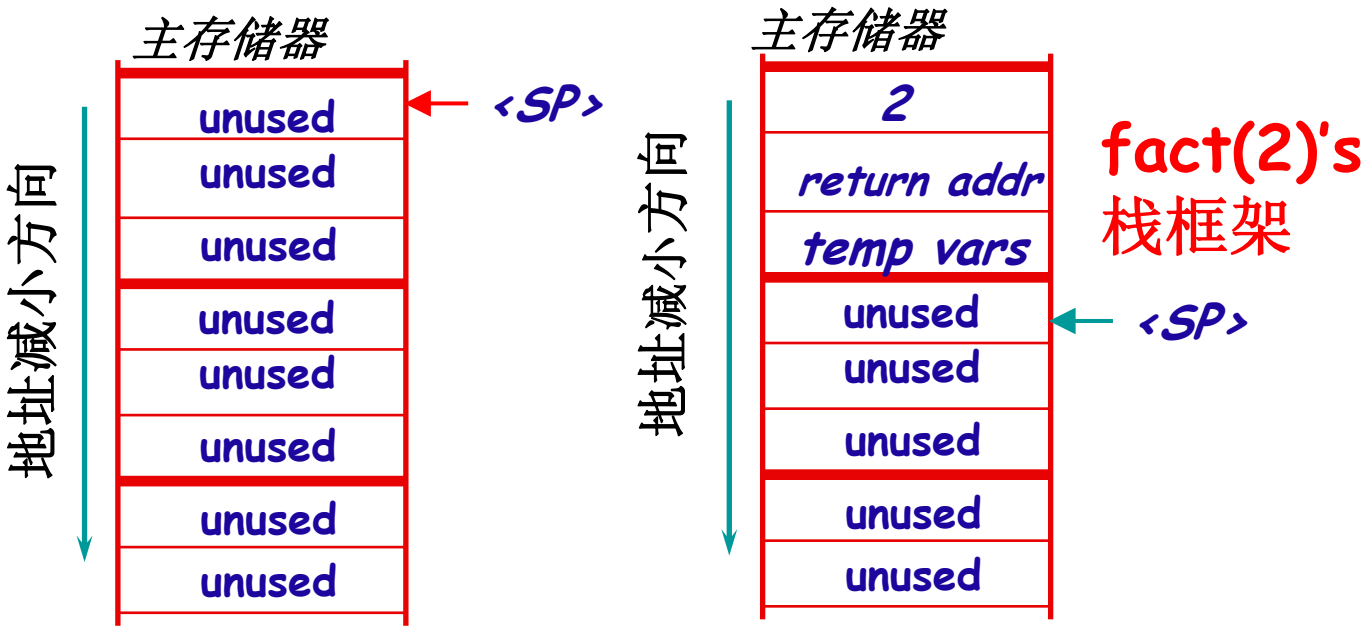 主存储器
地址减小方向
unused
<SP>
unused
unused
unused
unused
unused
unused
unused
主存储器
地址减小方向
2
return addr
temp vars
fact(2)'s
栈框架
unused
<SP>
unused
unused
unused
unused